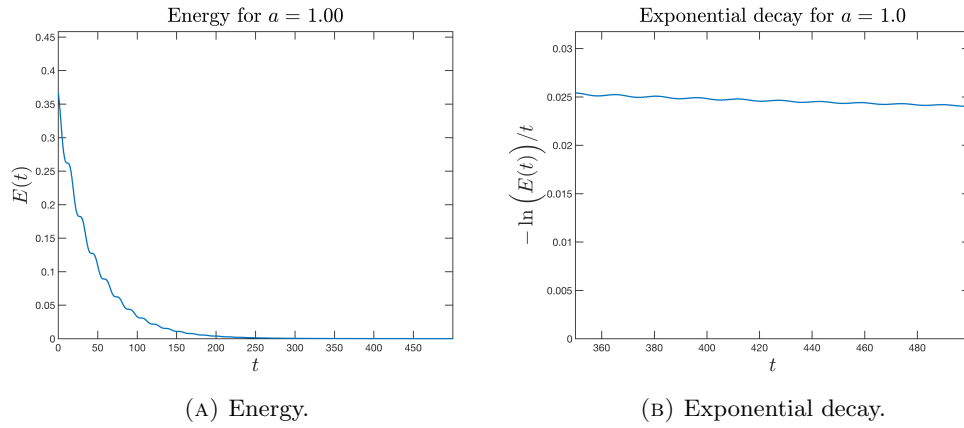 Energy for a = 1.00
0.45
0.4
0.35
0.3
0.25
0.2
0.15
0.1
0.05
0
E(t)
0 50 100 150 200 250 300 350 400 450
t
(A) Energy.
Exponential decay for a = 1.0
0.03
0.025
0.02
0.015
0.01
0.005
0
− ln (E(t))/t
360 380 400 420 440 460 480
t
(B) Exponential decay.